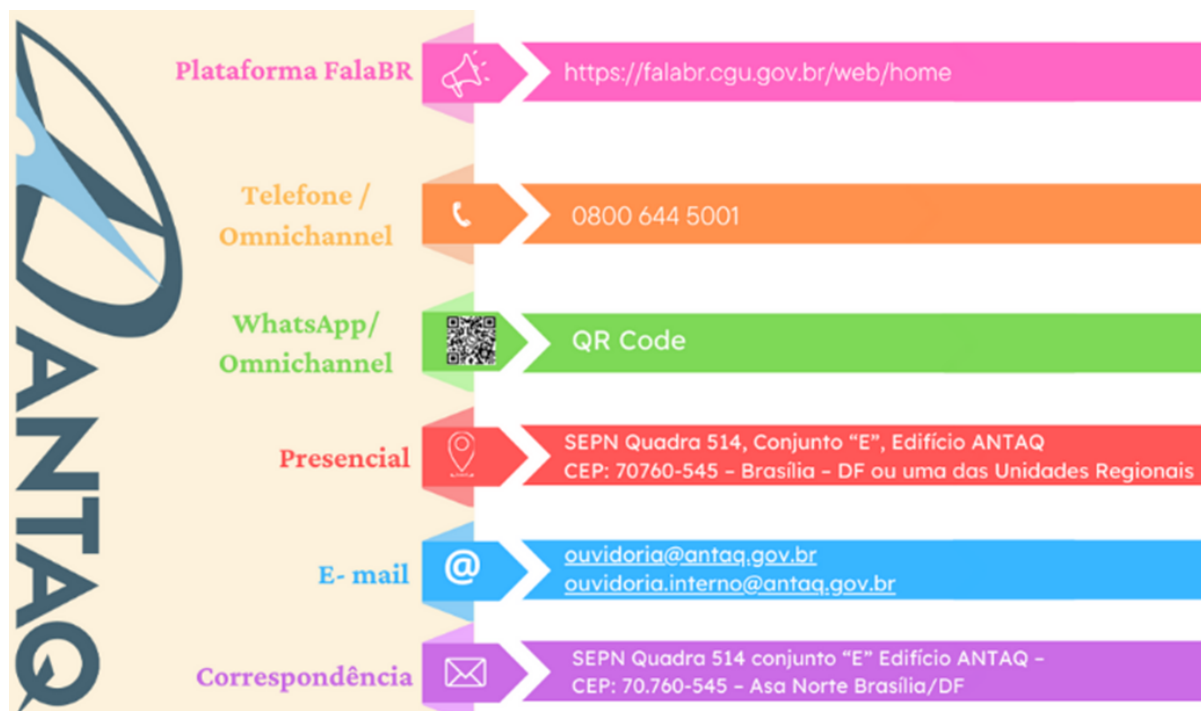 ANTAQ
Plataforma FalaBR
https://falabr.cgu.gov.br/web/home
Telefone /
Omnichannel
0800 644 5001
WhatsApp/
Omnichannel
QR Code
Presencial
SEPN Quadra 514, Conjunto “E”, Edifício ANTAQ
CEP: 70760-545 – Brasília – DF ou uma das Unidades Regionais
E- mail
@
ouvidoria@antaq.gov.br
ouvidoria.interno@antaq.gov.br
Correspondência
SEPN Quadra 514 conjunto “E” Edifício ANTAQ –
CEP: 70.760-545 – Asa Norte Brasília/DF